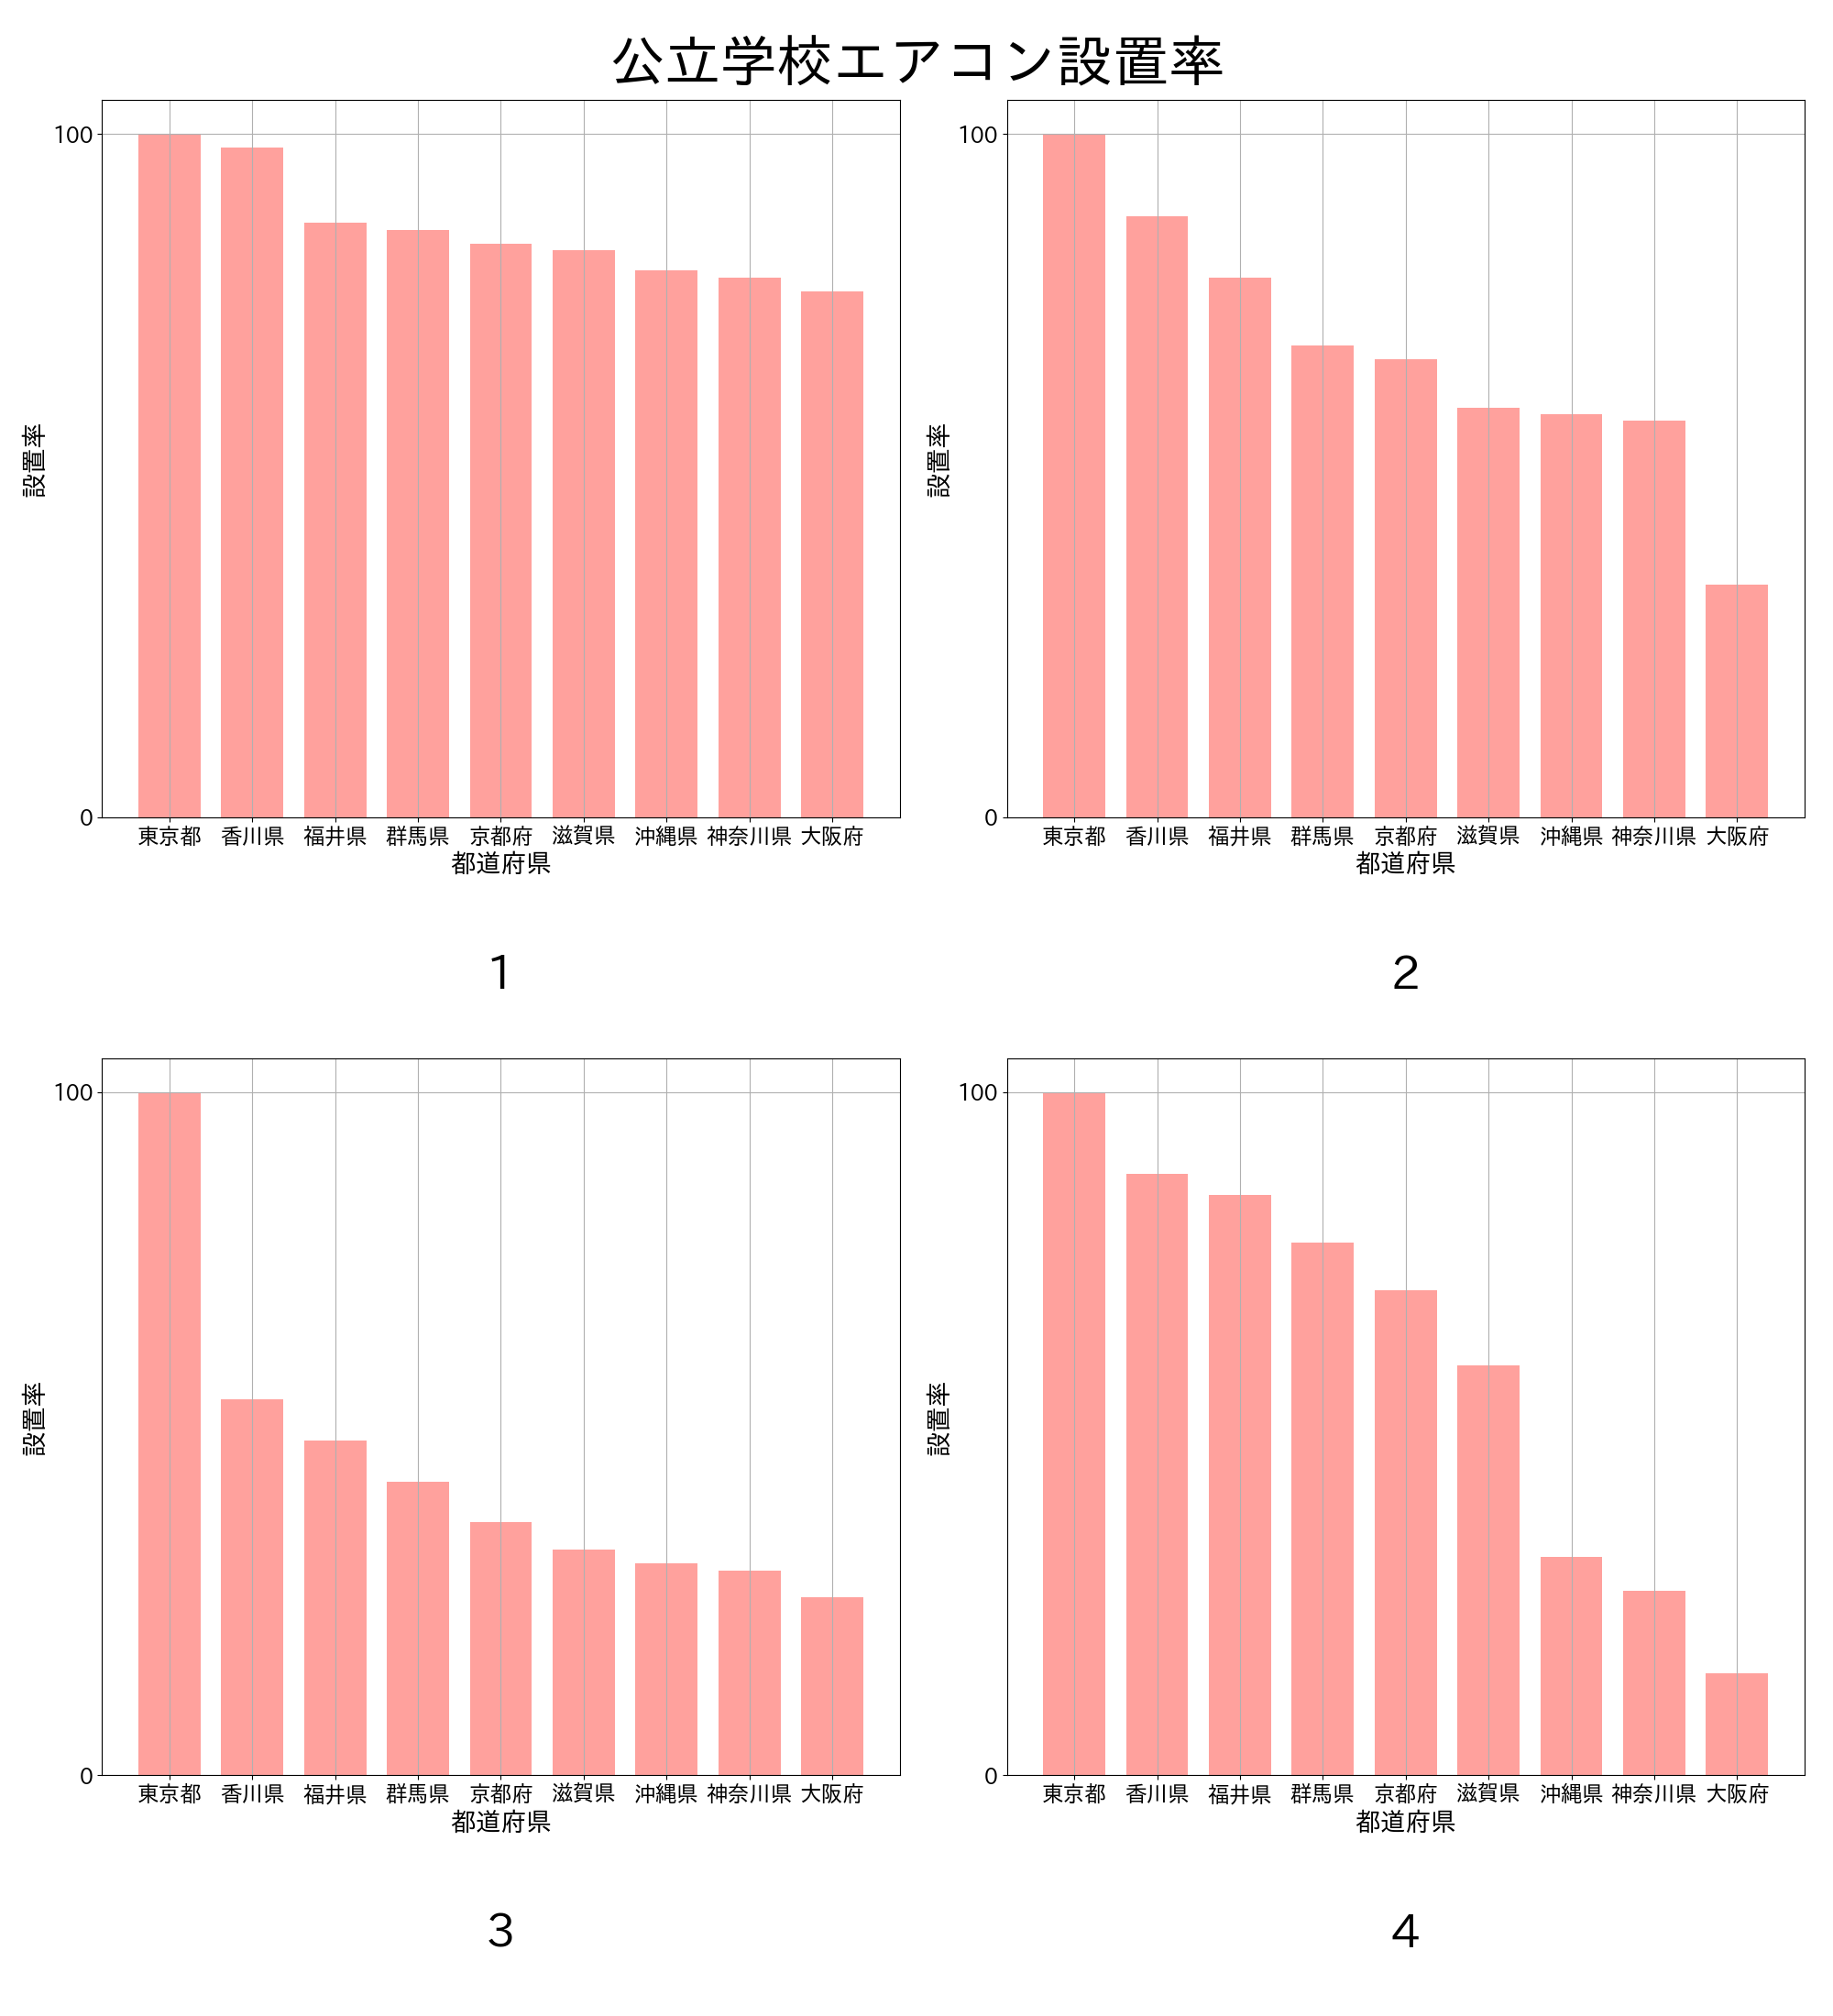 公立学校エアコン設置率
100
設置率
0
東京都 香川県 福井県 群馬県 京都府 滋賀県 沖縄県 神奈川県 大阪府
都道府県
1
100
設置率
0
東京都 香川県 福井県 群馬県 京都府 滋賀県 沖縄県 神奈川県 大阪府
都道府県
2
100
設置率
0
東京都 香川県 福井県 群馬県 京都府 滋賀県 沖縄県 神奈川県 大阪府
都道府県
3
100
設置率
0
東京都 香川県 福井県 群馬県 京都府 滋賀県 沖縄県 神奈川県 大阪府
都道府県
4